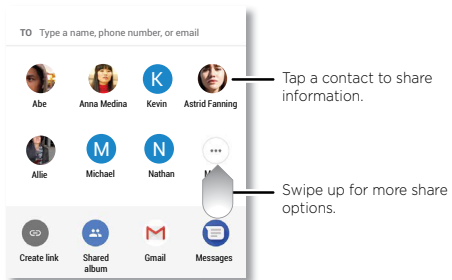 TO Type a name, phone number, or email
K
Abe Anna Medina Kevin Astrid Fanning
Tap a contact to share
information.
M N
Allie Michael Nathan
Swipe up for more share
options.
Create link Shared
album Gmail Messages